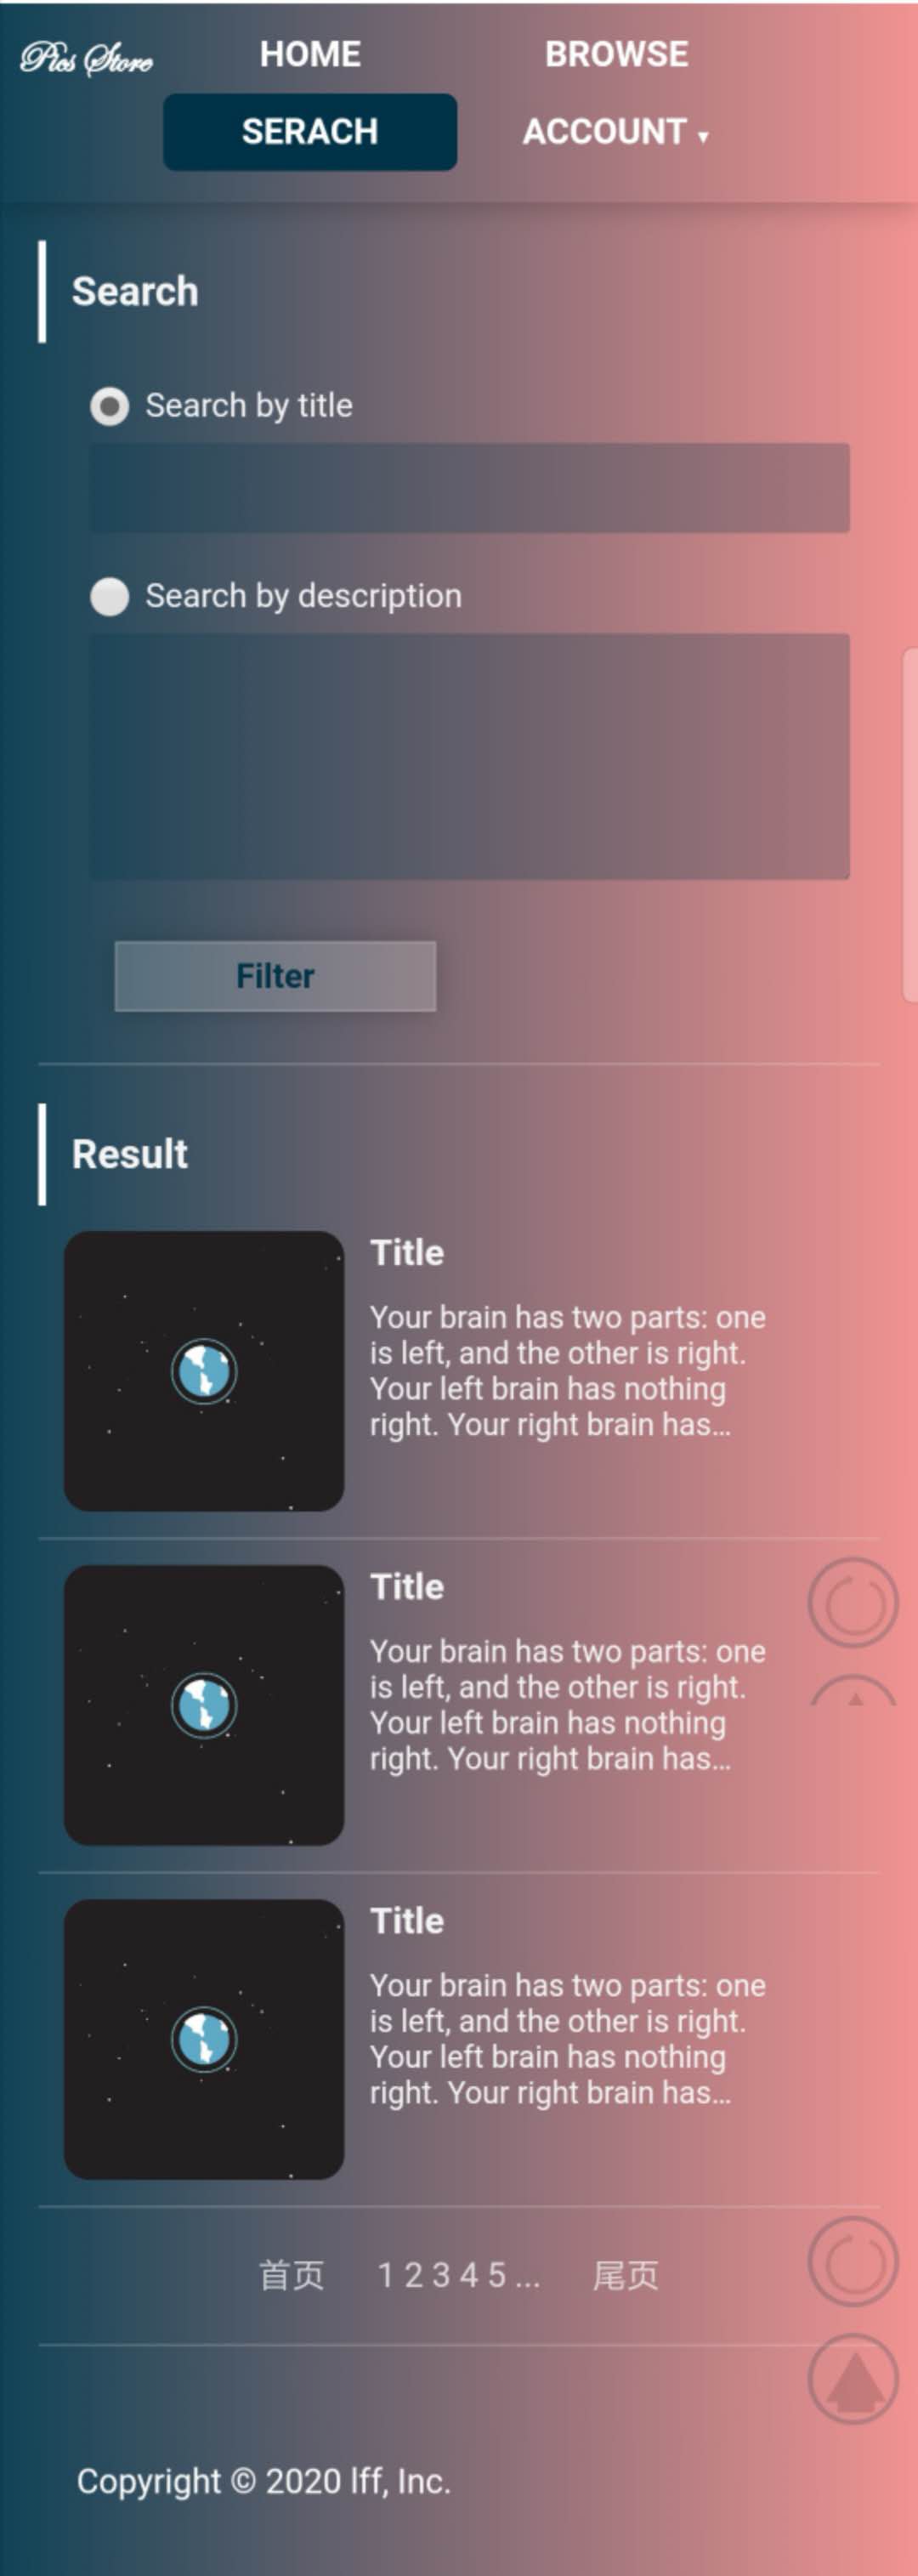 Pics Store
HOME
BROWSE
SERACH
ACCOUNT ▾
Search
Search by title
Search by description
Filter
Result
Title
Your brain has two parts: one
is left, and the other is right.
Your left brain has nothing
right. Your right brain has...
Title
Your brain has two parts: one
is left, and the other is right.
Your left brain has nothing
right. Your right brain has...
Title
Your brain has two parts: one
is left, and the other is right.
Your left brain has nothing
right. Your right brain has...
首页 1 2 3 4 5 ... 尾页
Copyright © 2020 lff, Inc.